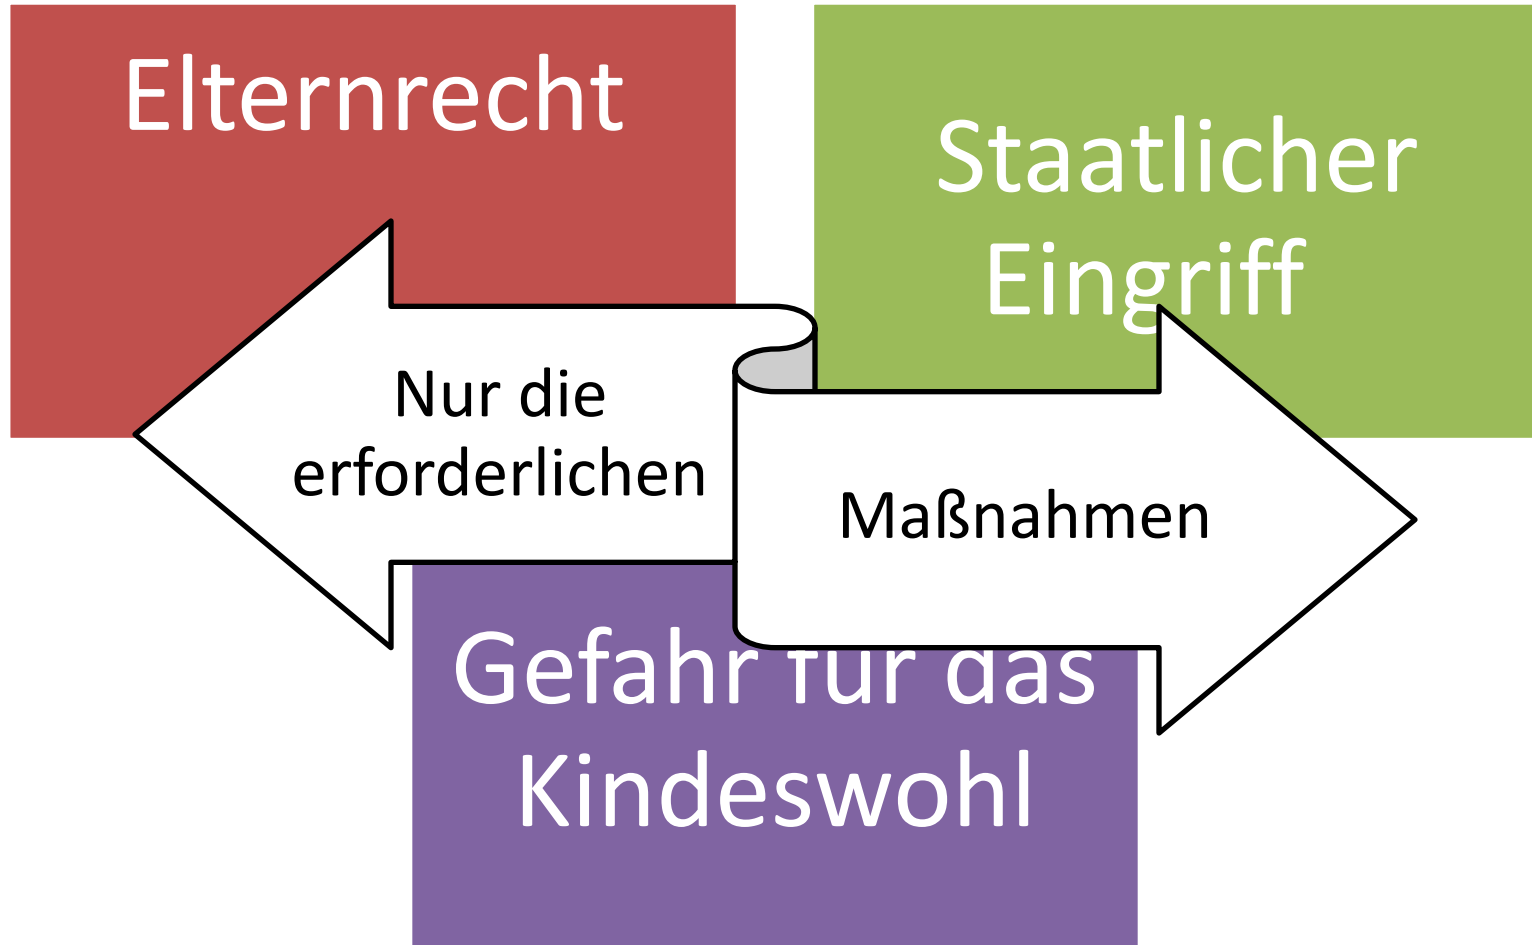 Elternrecht
Staatlicher
Eingriff
Nur die
erforderlichen
Maßnahmen
Gefahr für das
Kindeswohl